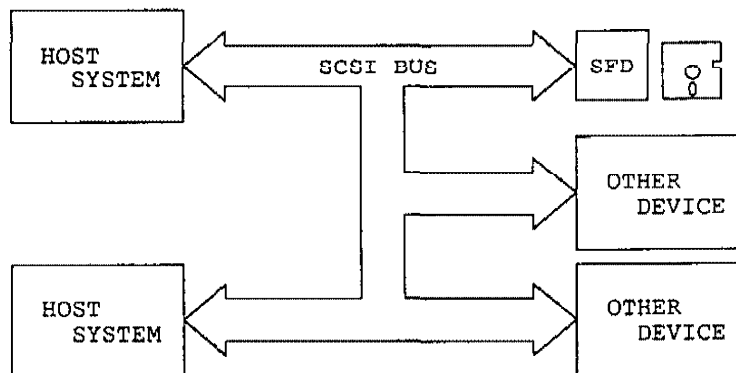 HOST
SYSTEM
SCSI BUS
SFD
OTHER
DEVICE
HOST
SYSTEM
OTHER
DEVICE